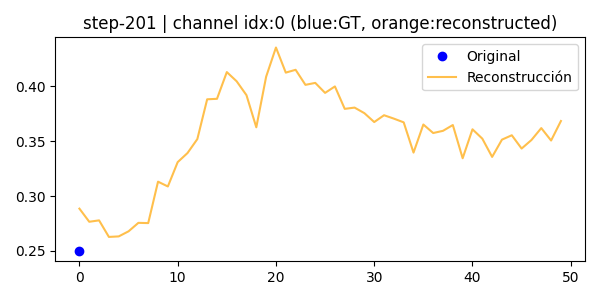 step-201 | channel idx:0 (blue:GT, orange:reconstructed)
Original
Reconstrucción
0.40
0.35
0.30
0.25
0 10 20 30 40 50